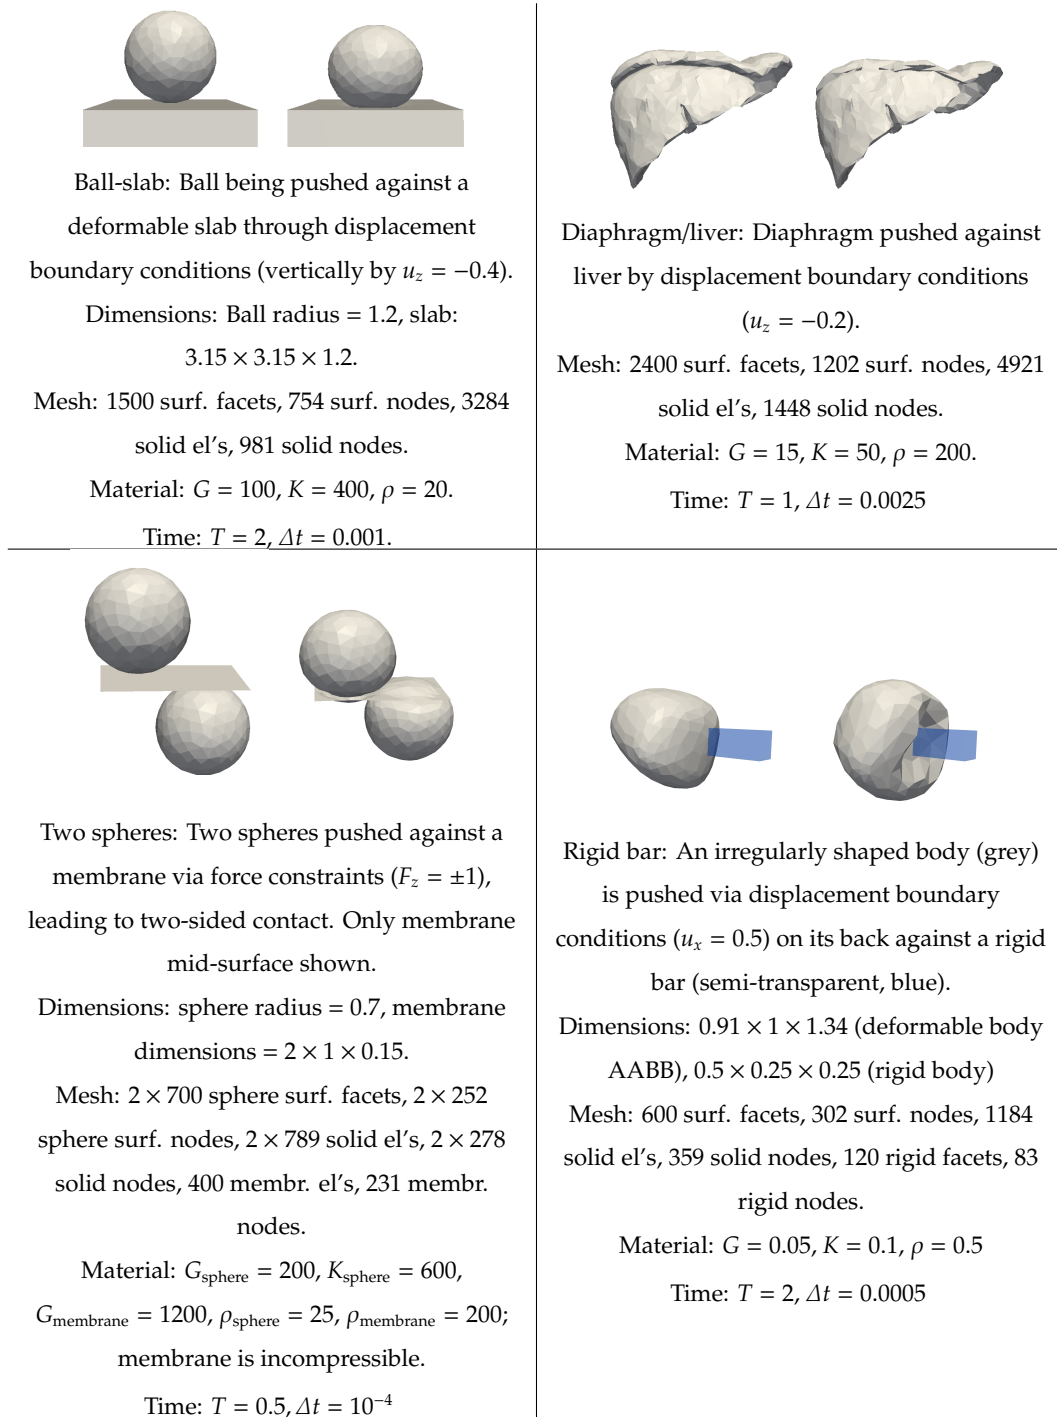 Ball-slab: Ball being pushed against a
deformable slab through displacement
boundary conditions (vertically by u_z = −0.4).
Dimensions: Ball radius = 1.2, slab:
3.15 × 3.15 × 1.2.
Mesh: 1500 surf. facets, 754 surf. nodes, 3284
solid el's, 981 solid nodes.
Material: G = 100, K = 400, ρ = 20.
Time: T = 2, Δt = 0.001.
Diaphragm/liver: Diaphragm pushed against
liver by displacement boundary conditions
(u_z = −0.2).
Mesh: 2400 surf. facets, 1202 surf. nodes, 4921
solid el's, 1448 solid nodes.
Material: G = 15, K = 50, ρ = 200.
Time: T = 1, Δt = 0.0025
Two spheres: Two spheres pushed against a
membrane via force constraints (F_z = ±1),
leading to two-sided contact. Only membrane
mid-surface shown.
Dimensions: sphere radius = 0.7, membrane
dimensions = 2 × 1 × 0.15.
Mesh: 2 × 700 sphere surf. facets, 2 × 252
sphere surf. nodes, 2 × 789 solid el's, 2 × 278
solid nodes, 400 membr. el's, 231 membr.
nodes.
Material: G_sphere = 200, K_sphere = 600,
G_membrane = 1200, ρ_sphere = 25, ρ_membrane = 200;
membrane is incompressible.
Time: T = 0.5, Δt = 10⁻⁴
Rigid bar: An irregularly shaped body (grey)
is pushed via displacement boundary
conditions (u_x = 0.5) on its back against a rigid
bar (semi-transparent, blue).
Dimensions: 0.91 × 1 × 1.34 (deformable body
AABB), 0.5 × 0.25 × 0.25 (rigid body)
Mesh: 600 surf. facets, 302 surf. nodes, 1184
solid el's, 359 solid nodes, 120 rigid facets, 83
rigid nodes.
Material: G = 0.05, K = 0.1, ρ = 0.5
Time: T = 2, Δt = 0.0005